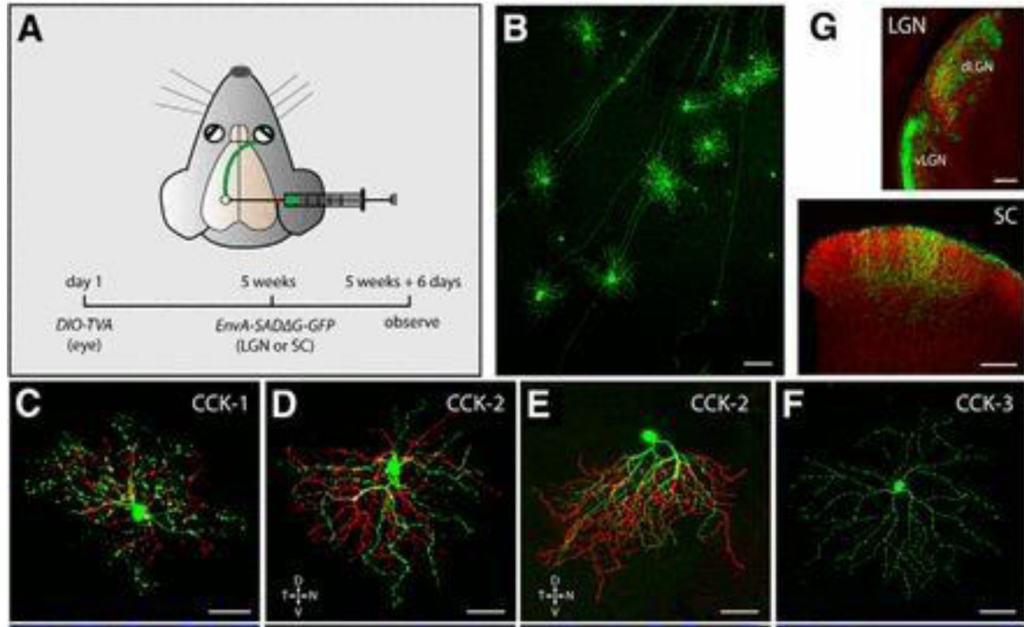 A
day 1
5 weeks
5 weeks + 6 days
DIO-TVA
(eye)
EnvA-SADΔG-GFP
(LGN or SC)
observe
B
G
LGN
dLGN
vLGN
SC
C
CCK-1
D
CCK-2
D
T N
V
E
CCK-2
D
T N
V
F
CCK-3